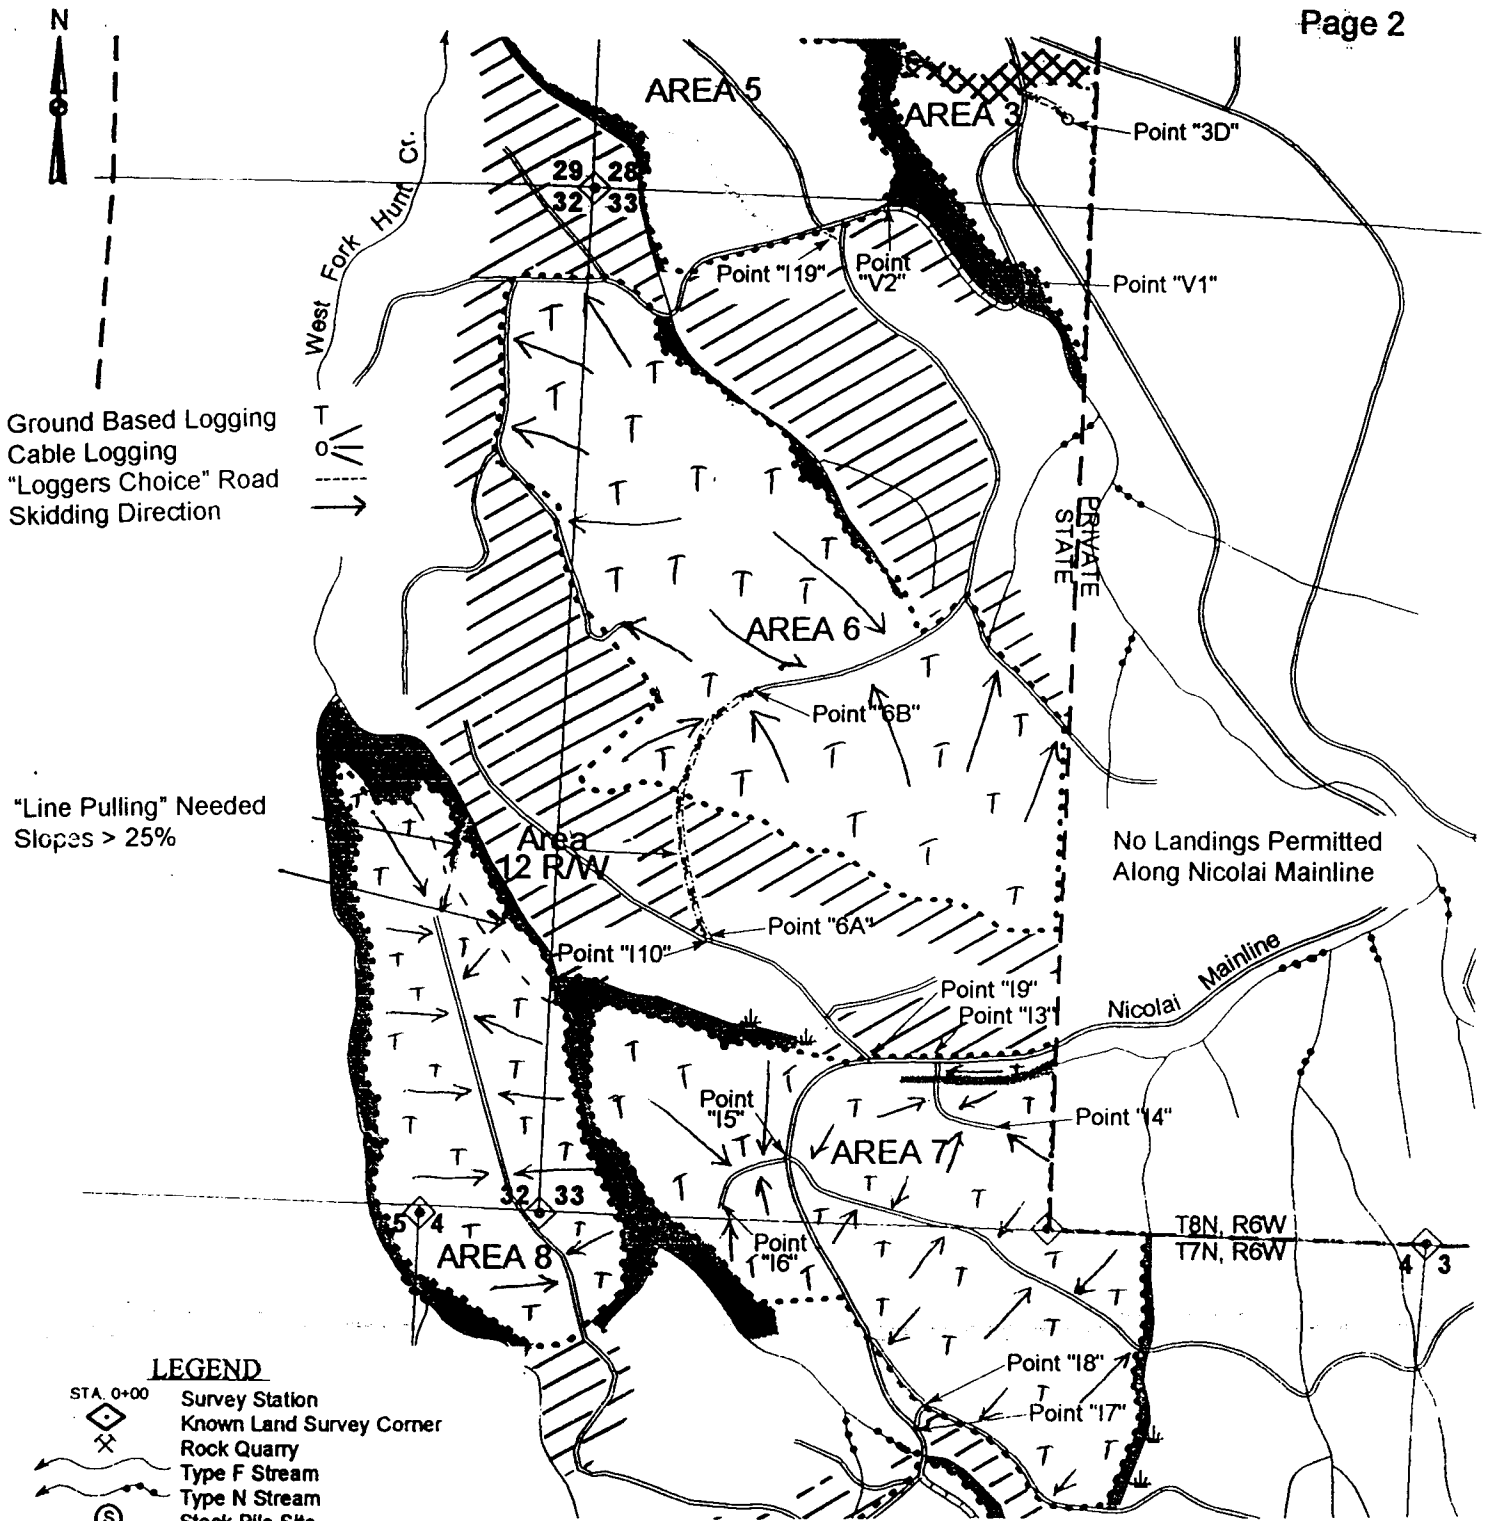 Page 2
N
AREA 5
AREA 3
Point "3D"
West Fork Hunt Cr.
29 28
32 33
Point "I19"
Point
"V2"
Point "V1"
Ground Based Logging T
Cable Logging
"Loggers Choice" Road
Skidding Direction
PRIVATE
STATE
AREA 6
Point "6B"
"Line Pulling" Needed
Slopes > 25%
Area
12 R/W
No Landings Permitted
Along Nicolai Mainline
Point "6A"
Point "I10"
Nicolai Mainline
Point "I9"
Point "I3"
Point
"I5"
Point "I4"
AREA 7
32 33
5 4
AREA 8
Point
"I6"
T8N, R6W
T7N, R6W
4 3
Point "I8"
Point "I7"
LEGEND
STA. 0+00 Survey Station
Known Land Survey Corner
Rock Quarry
Type F Stream
Type N Stream
S